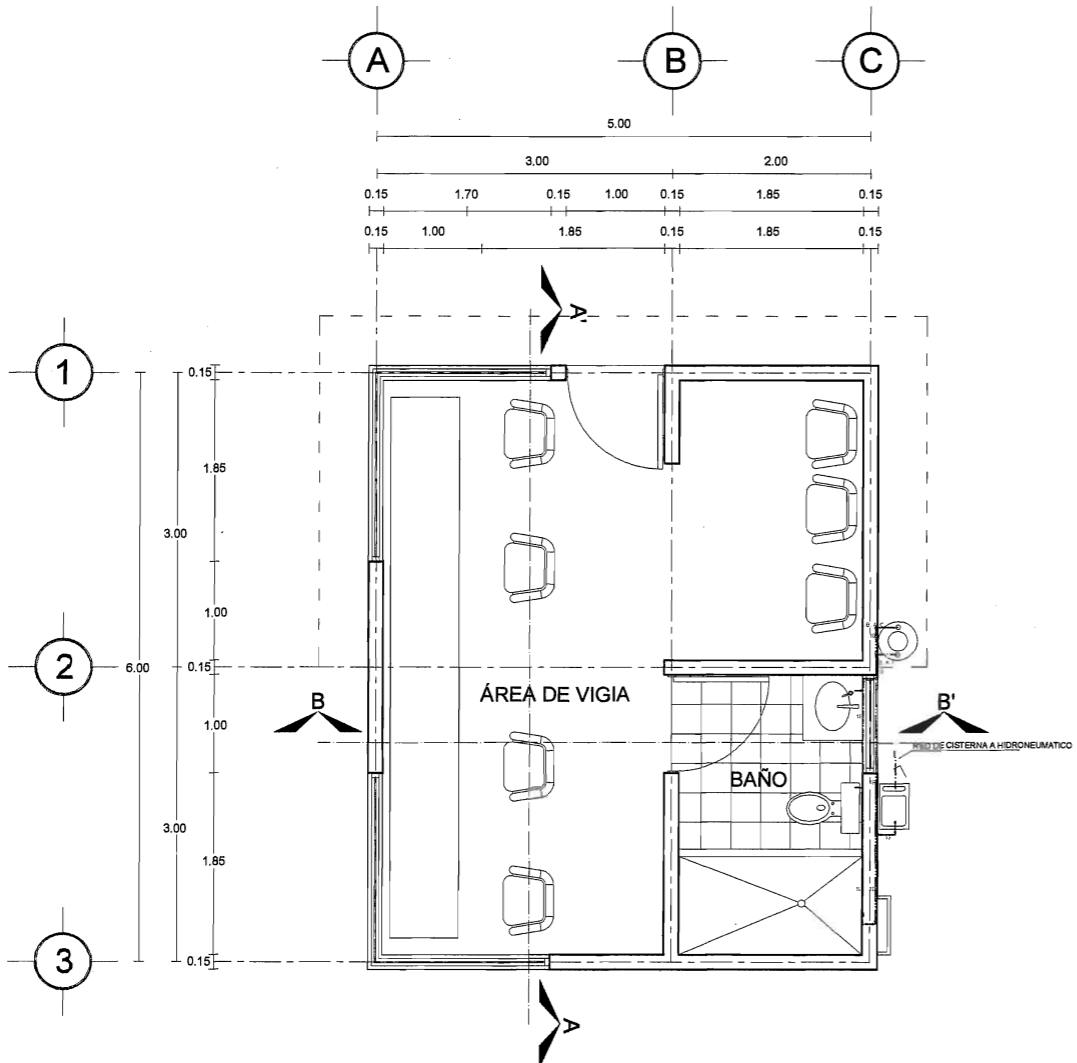 A B C
5.00
3.00 2.00
0.15 1.70 0.15 1.00 0.15 1.85 0.15
0.15 1.00 1.85 0.15 1.85 0.15
A'
1
0.15
1.85
3.00
1.00
2
6.00
0.15
ÁREA DE VIGIA
B
B'
1.00
RED DE CISTERNA A HIDRONEUMATICO
BAÑO
3.00
1.85
3
0.15
A